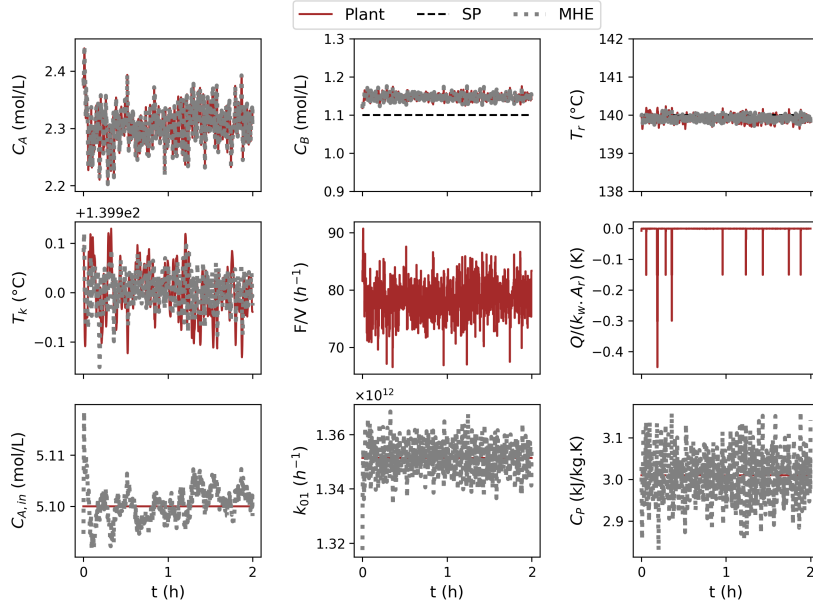 Plant SP MHE
C_A (mol/L)
2.4
2.3
2.2
C_B (mol/L)
1.3
1.2
1.1
1.0
0.9
T_r (°C)
142
141
140
139
138
+1.399e2
T_k (°C)
0.1
0.0
−0.1
F/V (h^{-1})
90
80
70
Q/(k_w.A_r) (K)
0.0
−0.1
−0.2
−0.3
−0.4
C_{A,in} (mol/L)
5.11
5.10
0 1 2
t (h)
×10^{12}
k_{01} (h^{-1})
1.36
1.34
1.32
0 1 2
t (h)
C_P (kJ/kg.K)
3.1
3.0
2.9
0 1 2
t (h)